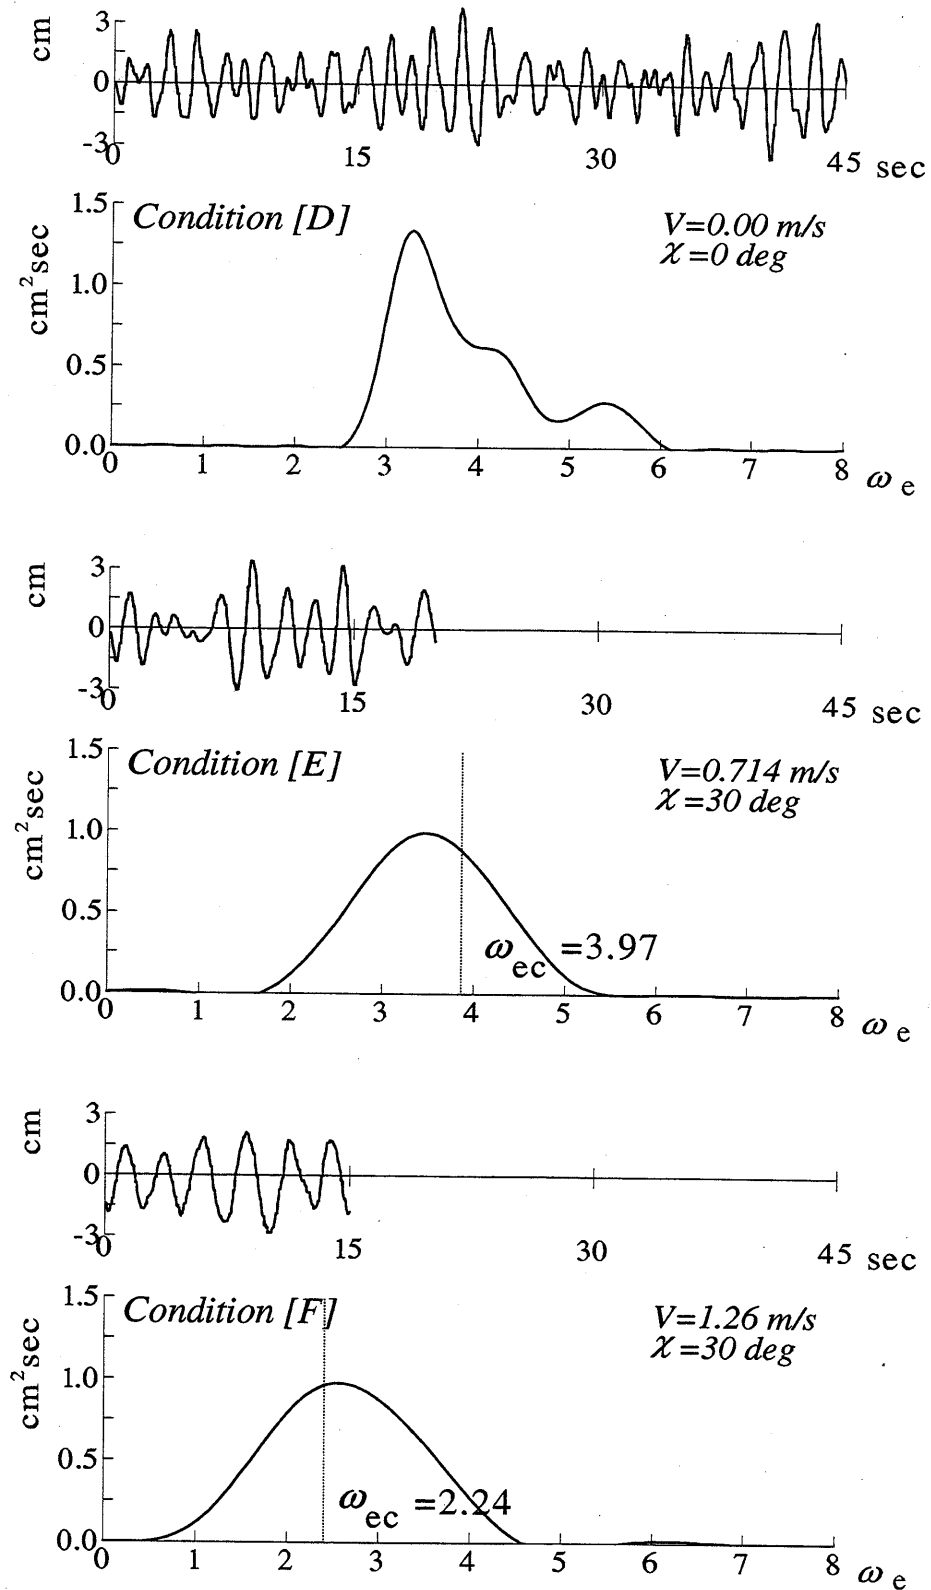 cm
3
0
-3
0 15 30 45 sec
1.5
Condition [D]
V=0.00 m/s
χ=0 deg
cm²sec
1.0
0.5
0.0
0 1 2 3 4 5 6 7 8 ω e
cm
3
0
-3
0 15 30 45 sec
1.5
Condition [E]
V=0.714 m/s
χ=30 deg
cm²sec
1.0
0.5
ω ec =3.97
0.0
0 1 2 3 4 5 6 7 8 ω e
cm
3
0
-3
0 15 30 45 sec
1.5
Condition [F]
V=1.26 m/s
χ=30 deg
cm²sec
1.0
0.5
ω ec =2.24
0.0
0 1 2 3 4 5 6 7 8 ω e